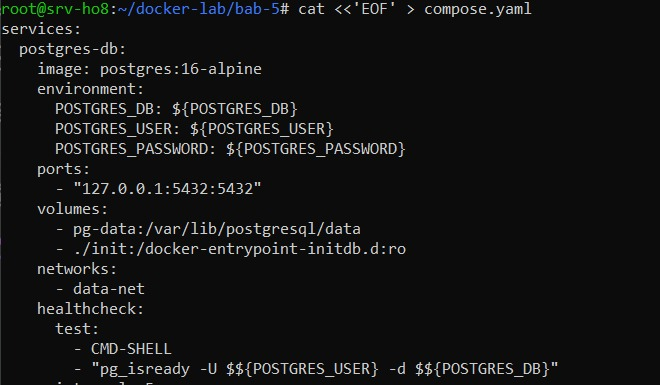 root@srv-ho8:~/docker-lab/bab-5# cat <<'EOF' > compose.yaml
services:
  postgres-db:
    image: postgres:16-alpine
    environment:
      POSTGRES_DB: ${POSTGRES_DB}
      POSTGRES_USER: ${POSTGRES_USER}
      POSTGRES_PASSWORD: ${POSTGRES_PASSWORD}
    ports:
      - "127.0.0.1:5432:5432"
    volumes:
      - pg-data:/var/lib/postgresql/data
      - ./init:/docker-entrypoint-initdb.d:ro
    networks:
      - data-net
    healthcheck:
      test:
        - CMD-SHELL
        - "pg_isready -U $${POSTGRES_USER} -d $${POSTGRES_DB}"